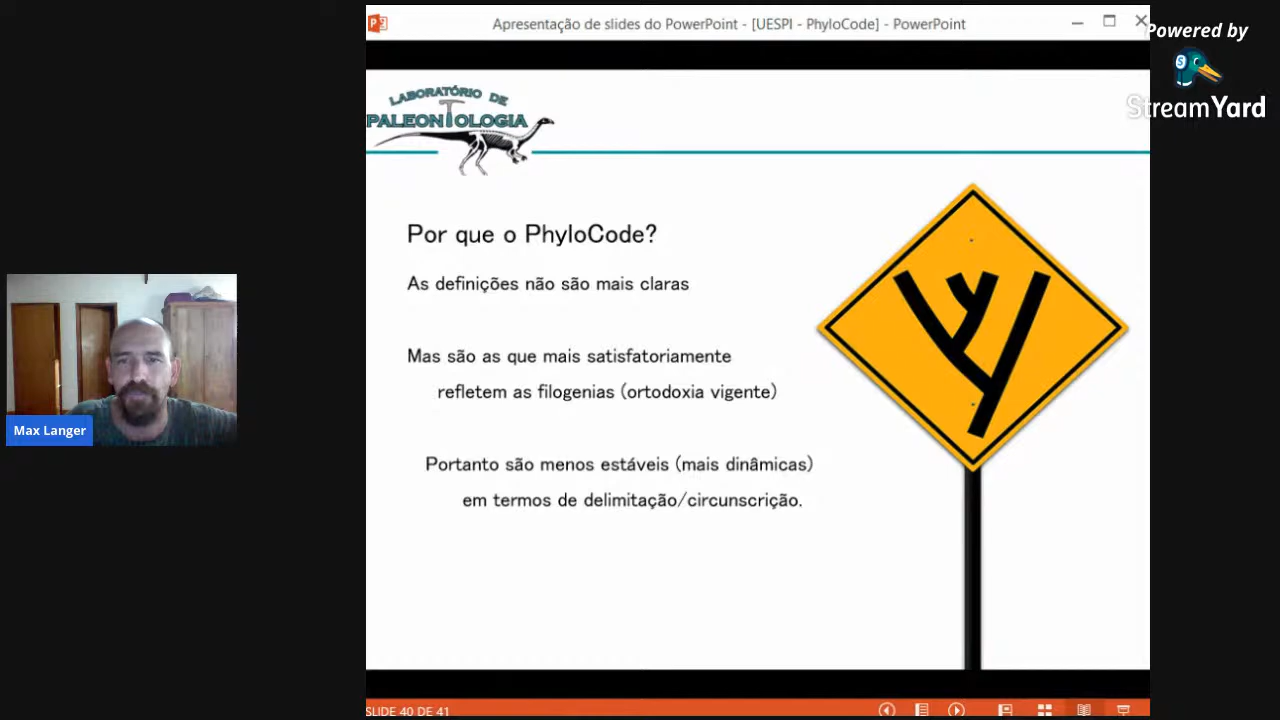 Apresentação de slides do PowerPoint - [UESPI - PhyloCode] - PowerPoint
Powered by
StreamYard
LABORATÓRIO DE
PALEONTOLOGIA
Por que o PhyloCode?
As definições não são mais claras
Mas são as que mais satisfatoriamente
refletem as filogenias (ortodoxia vigente)
Max Langer
Portanto são menos estáveis (mais dinâmicas)
em termos de delimitação/circunscrição.
SLIDE 40 DE 41